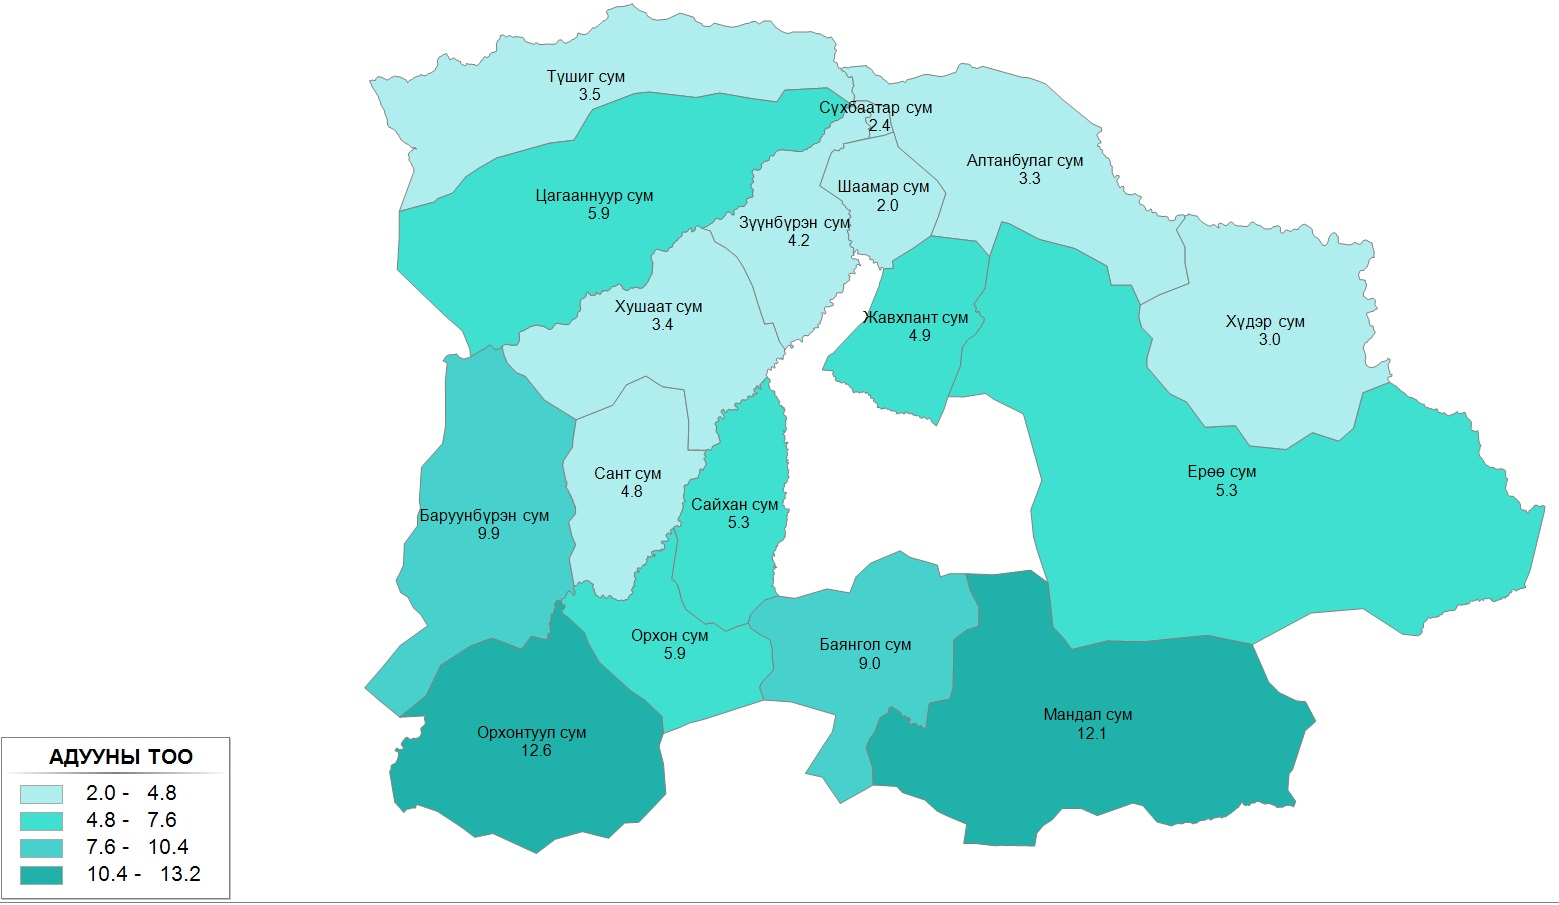 Түшиг сум
3.5
Сүхбаатар сум
2.4
Алтанбулаг сум
3.3
Шаамар сум
2.0
Цагааннуур сум
5.9
Зүүнбүрэн сум
4.2
Хушаат сум
3.4
Жавхлант сум
4.9
Хүдэр сум
3.0
Сант сум
4.8
Ерөө сум
5.3
Сайхан сум
5.3
Баруунбүрэн сум
9.9
Орхон сум
5.9
Баянгол сум
9.0
Мандал сум
12.1
Орхонтуул сум
12.6
АДУУНЫ ТОО
2.0 - 4.8
4.8 - 7.6
7.6 - 10.4
10.4 - 13.2